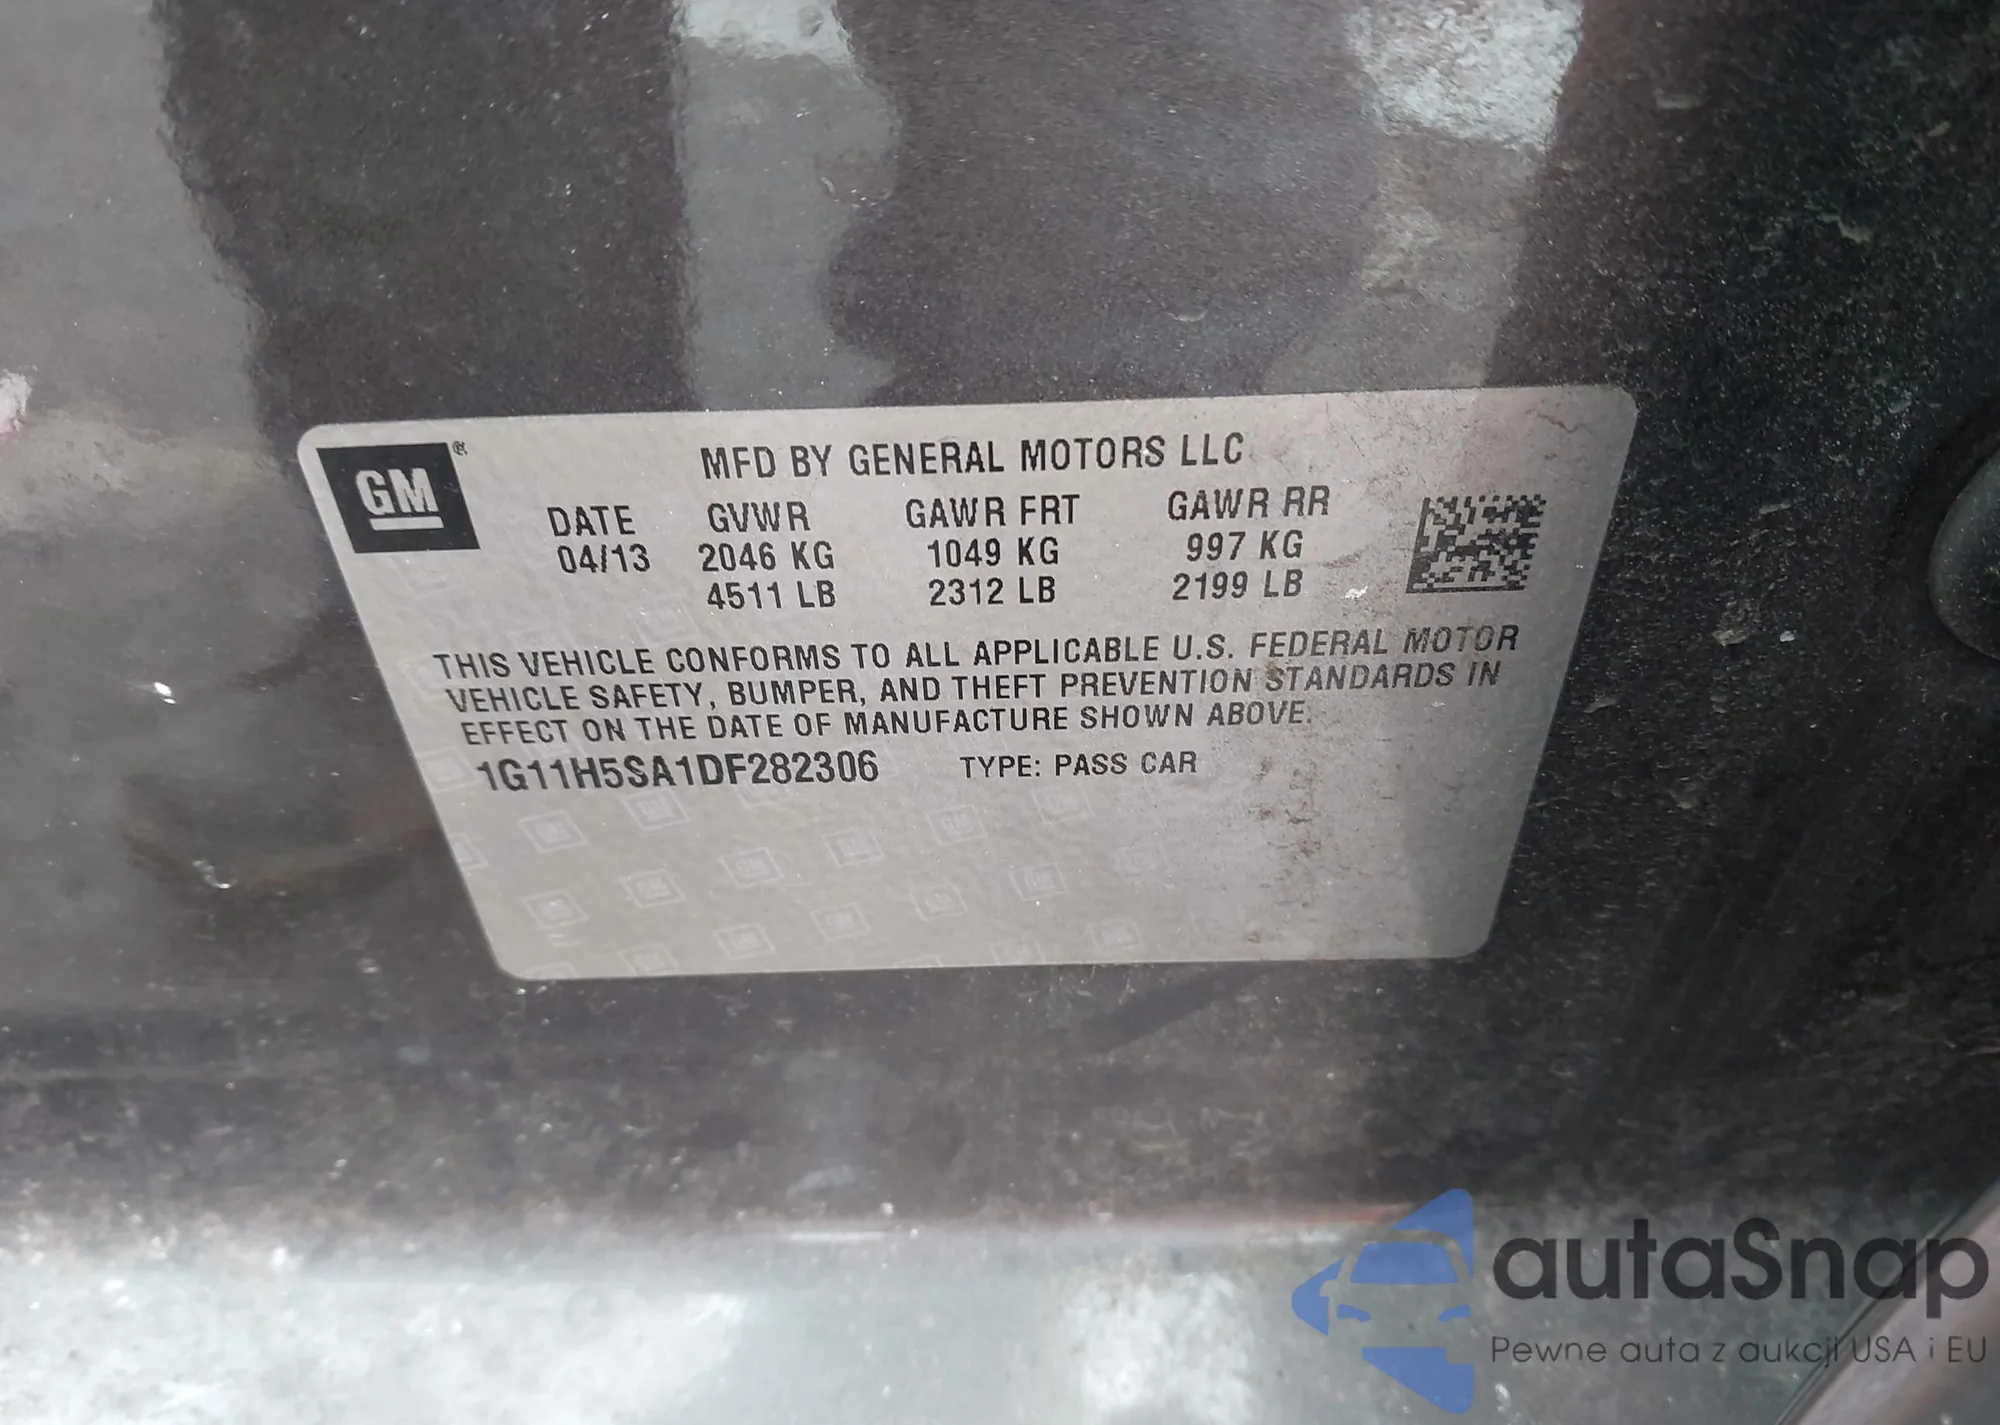 GM ®
MFD BY GENERAL MOTORS LLC
DATE GVWR GAWR FRT GAWR RR
04/13 2046 KG 1049 KG 997 KG
4511 LB 2312 LB 2199 LB
THIS VEHICLE CONFORMS TO ALL APPLICABLE U.S. FEDERAL MOTOR
VEHICLE SAFETY, BUMPER, AND THEFT PREVENTION STANDARDS IN
EFFECT ON THE DATE OF MANUFACTURE SHOWN ABOVE.
1G11H5SA1DF282306 TYPE: PASS CAR
autaSnap
Pewne auta z aukcji USA i EU